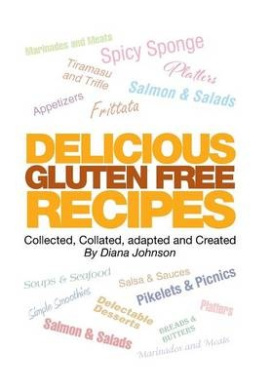 Marinades and Meats
Spicy Sponge
Tiramasu
and Trifle
Platters
Salmon & Salads
Appetizers
Frittata
DELICIOUS
GLUTEN FREE
RECIPES
Collected, Collated, adapted and Created
By Diana Johnson
Soups & Seafood
Salsa & Sauces
Pikelets & Picnics
Simple Smoothies
Delectable
Desserts
Platters
Salmon & Salads
BREADS &
BUTTERS
Marinades and Meats